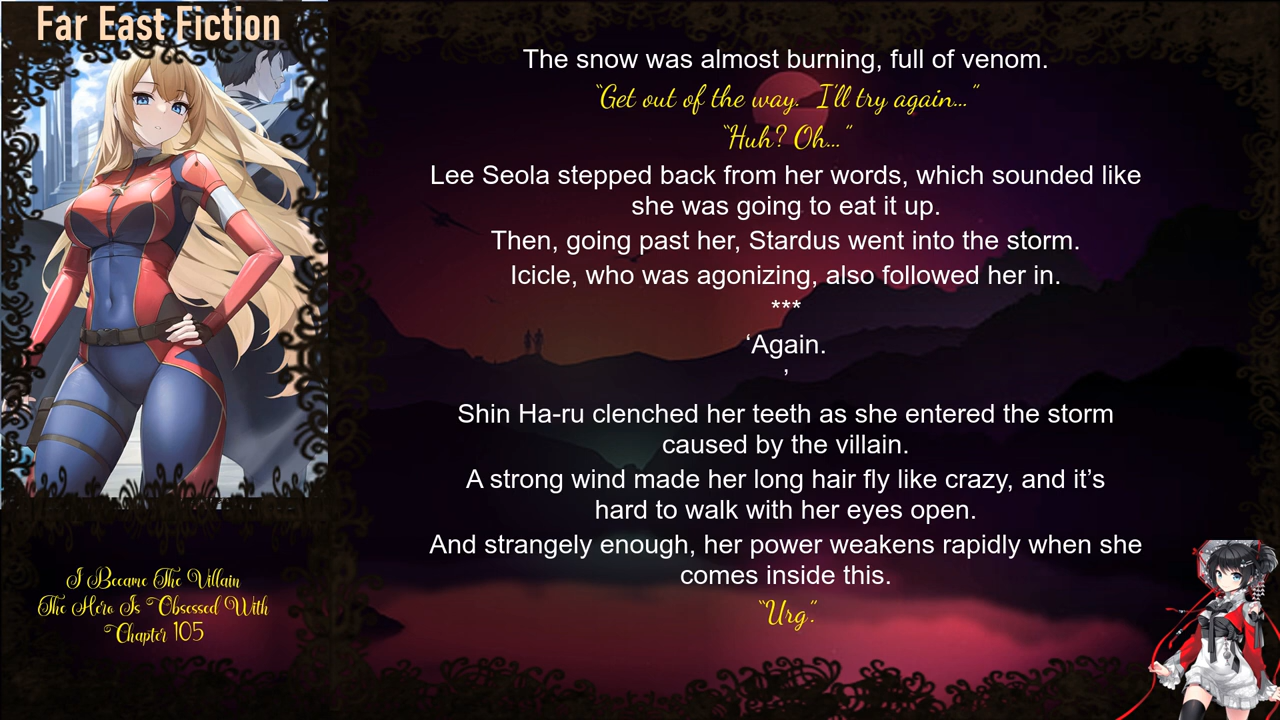 Far East Fiction
The snow was almost burning, full of venom.
“Get out of the way. I’ll try again…”
“Huh? Oh…”
Lee Seola stepped back from her words, which sounded like
she was going to eat it up.
Then, going past her, Stardus went into the storm.
Icicle, who was agonizing, also followed her in.
***
‘Again.
’
Shin Ha-ru clenched her teeth as she entered the storm
caused by the villain.
A strong wind made her long hair fly like crazy, and it’s
hard to walk with her eyes open.
And strangely enough, her power weakens rapidly when she
comes inside this.
“Urg.”
I Became The Villain
The Hero Is Obsessed With
Chapter 105